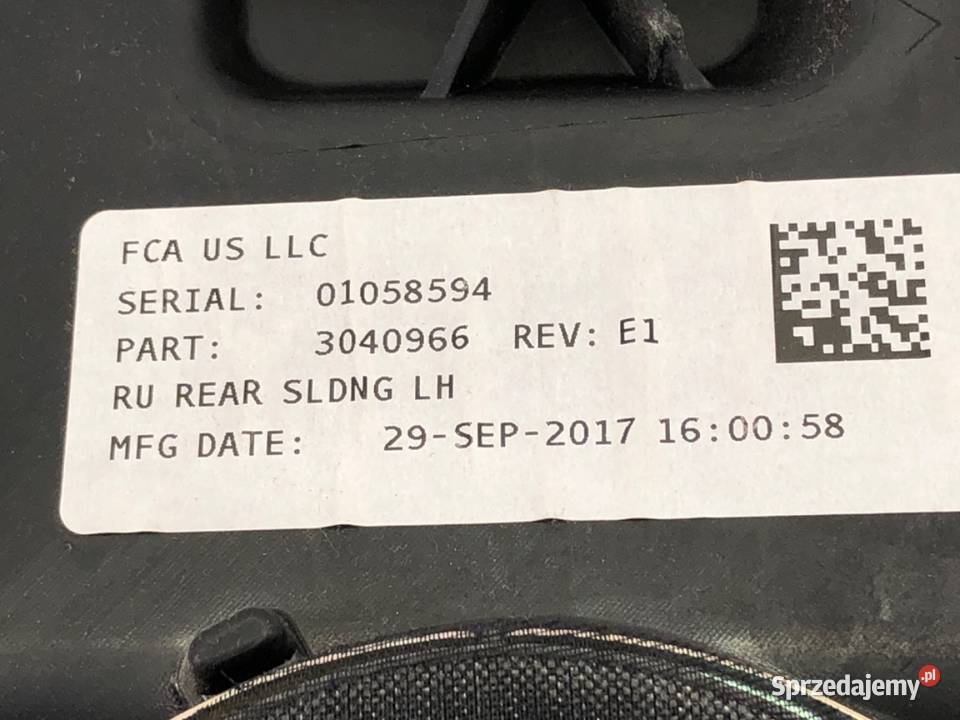 FCA US LLC
SERIAL: 01058594
PART: 3040966 REV: E1
RU REAR SLDNG LH
MFG DATE: 29-SEP-2017 16:00:58
Sprzedajemy.pl